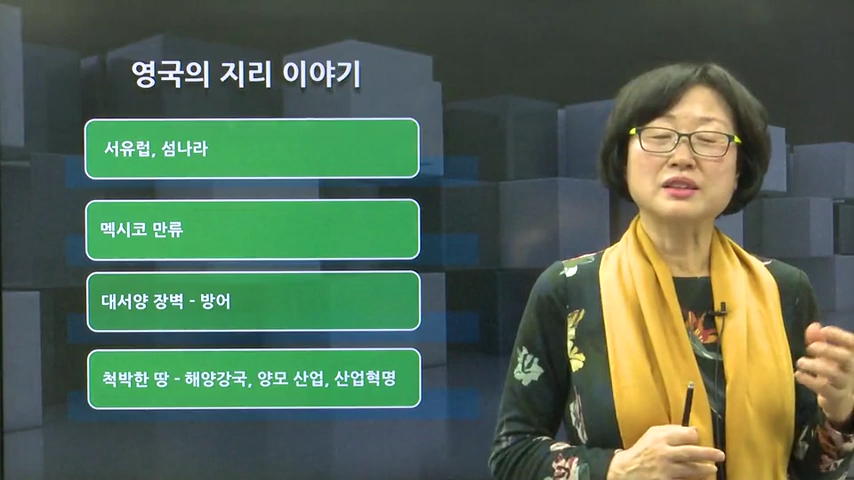 영국의 지리 이야기
서유럽, 섬나라
멕시코 만류
대서양 장벽 - 방어
척박한 땅 - 해양강국, 양모 산업, 산업혁명